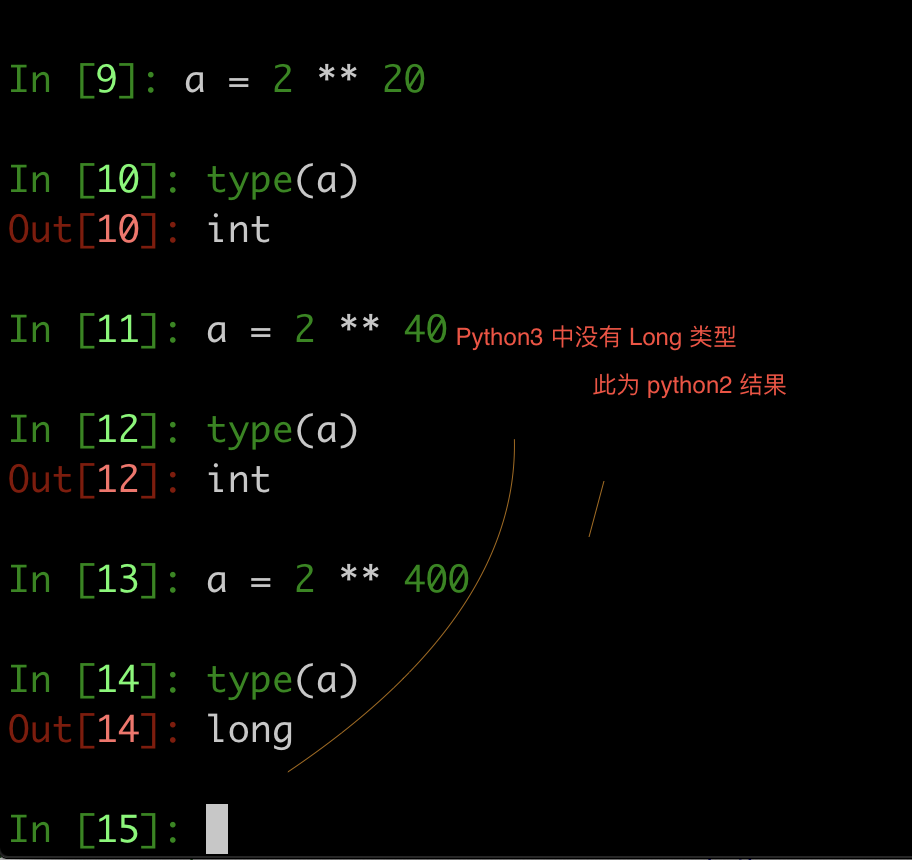 In [9]: a = 2 ** 20
In [10]: type(a)
Out[10]: int
In [11]: a = 2 ** 40
Python3 中没有 Long 类型
此为 python2 结果
In [12]: type(a)
Out[12]: int
In [13]: a = 2 ** 400
In [14]: type(a)
Out[14]: long
In [15]: